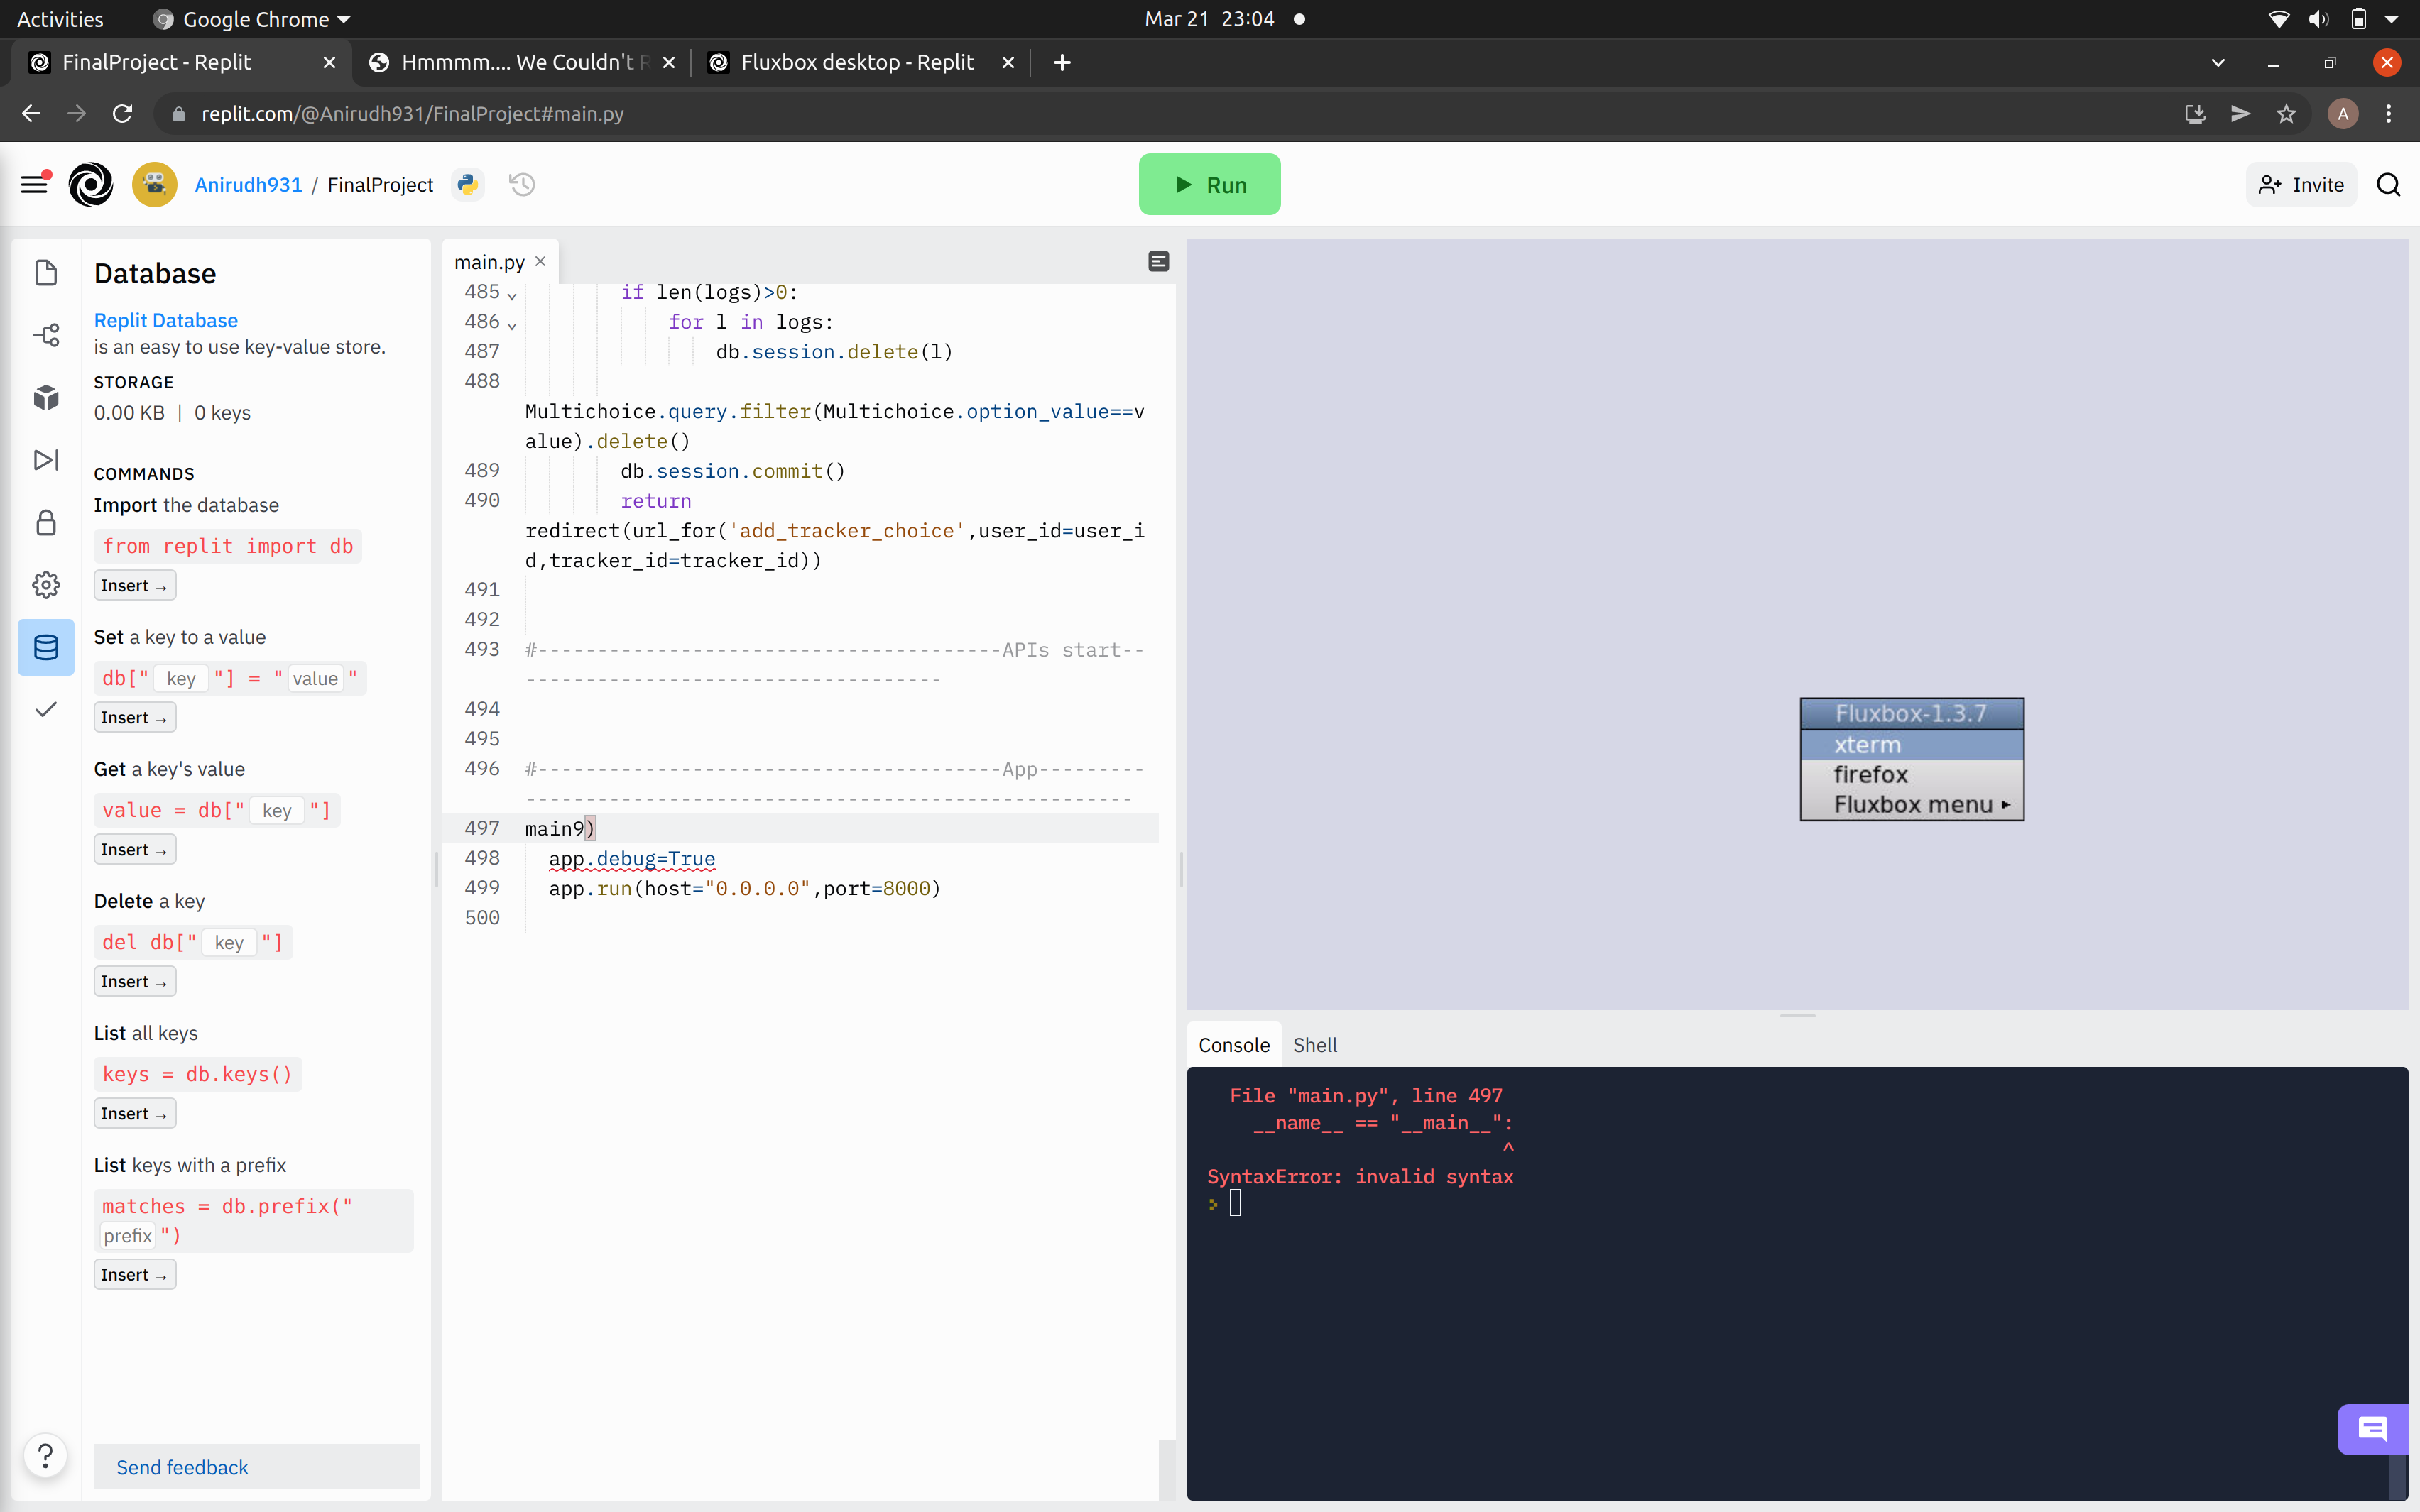 Activities
Google Chrome
Mar 21 23:04
FinalProject - Replit
Hmmmm.... We Couldn't R
Fluxbox desktop - Replit
replit.com/@Anirudh931/FinalProject#main.py
A
Anirudh931 / FinalProject
Run
Invite
Database
Replit Database
is an easy to use key-value store.
STORAGE
0.00 KB | 0 keys
COMMANDS
Import the database
from replit import db
Insert →
Set a key to a value
db[" key "] = " value "
Insert →
Get a key's value
value = db[" key "]
Insert →
Delete a key
del db[" key "]
Insert →
List all keys
keys = db.keys()
Insert →
List keys with a prefix
matches = db.prefix("
prefix ")
Insert →
?
Send feedback
main.py
485 if len(logs)>0:
486 for l in logs:
487 db.session.delete(l)
488
Multichoice.query.filter(Multichoice.option_value==v
alue).delete()
489 db.session.commit()
490 return
redirect(url_for('add_tracker_choice',user_id=user_i
d,tracker_id=tracker_id))
491
492
493 #---------------------------------------APIs start--
-----------------------------------
494
495
496 #---------------------------------------App---------
---------------------------------------------------
497 main9)
498 app.debug=True
499 app.run(host="0.0.0.0",port=8000)
500
Fluxbox-1.3.7
xterm
firefox
Fluxbox menu
Console
Shell
File "main.py", line 497
__name__ == "__main__":
^
SyntaxError: invalid syntax